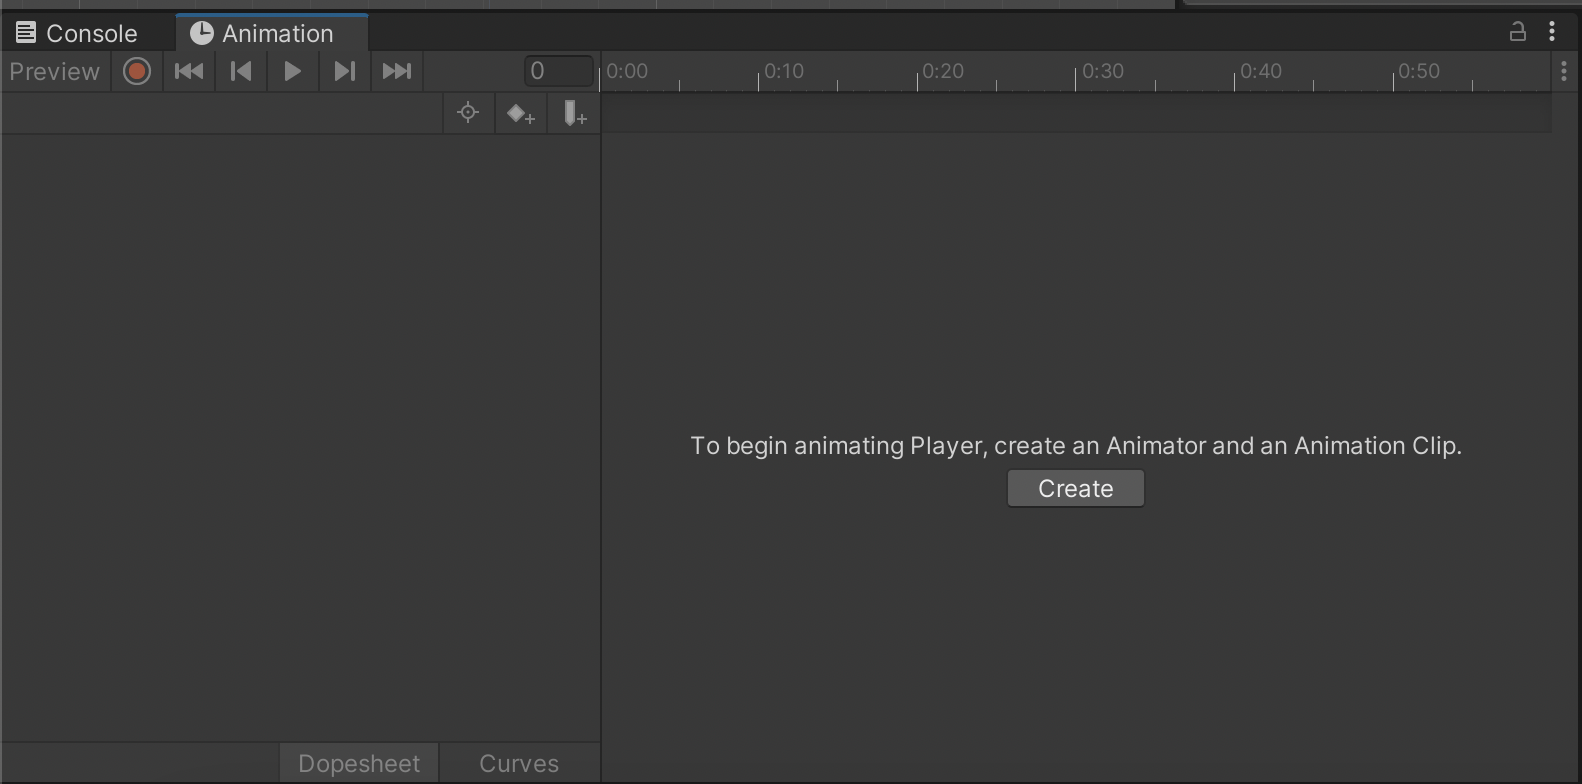 Console
Animation
Preview
0
0:00
0:10
0:20
0:30
0:40
0:50
To begin animating Player, create an Animator and an Animation Clip.
Create
Dopesheet
Curves